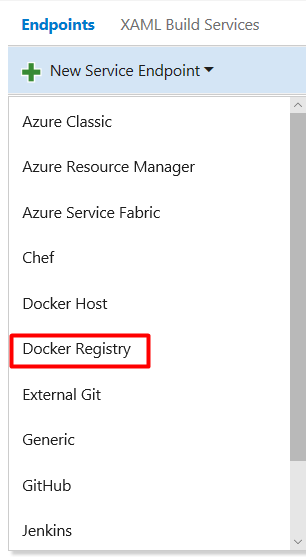 Endpoints XAML Build Services
New Service Endpoint
Azure Classic
Azure Resource Manager
Azure Service Fabric
Chef
Docker Host
Docker Registry
External Git
Generic
GitHub
Jenkins